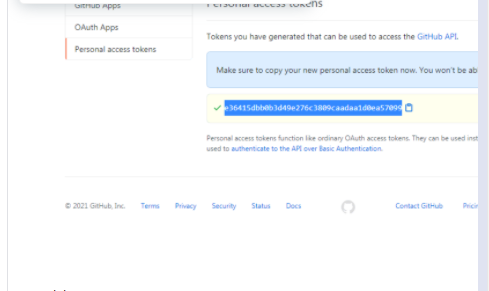 GitHub Apps
OAuth Apps
Personal access tokens
Personal access tokens
Tokens you have generated that can be used to access the GitHub API.
Make sure to copy your new personal access token now. You won't be ab
e36415dbb0b3d49e276c3809caadaa1d0ea57099
Personal access tokens function like ordinary OAuth access tokens. They can be used inst
used to authenticate to the API over Basic Authentication.
© 2021 GitHub, Inc. Terms Privacy Security Status Docs Contact GitHub Pricin